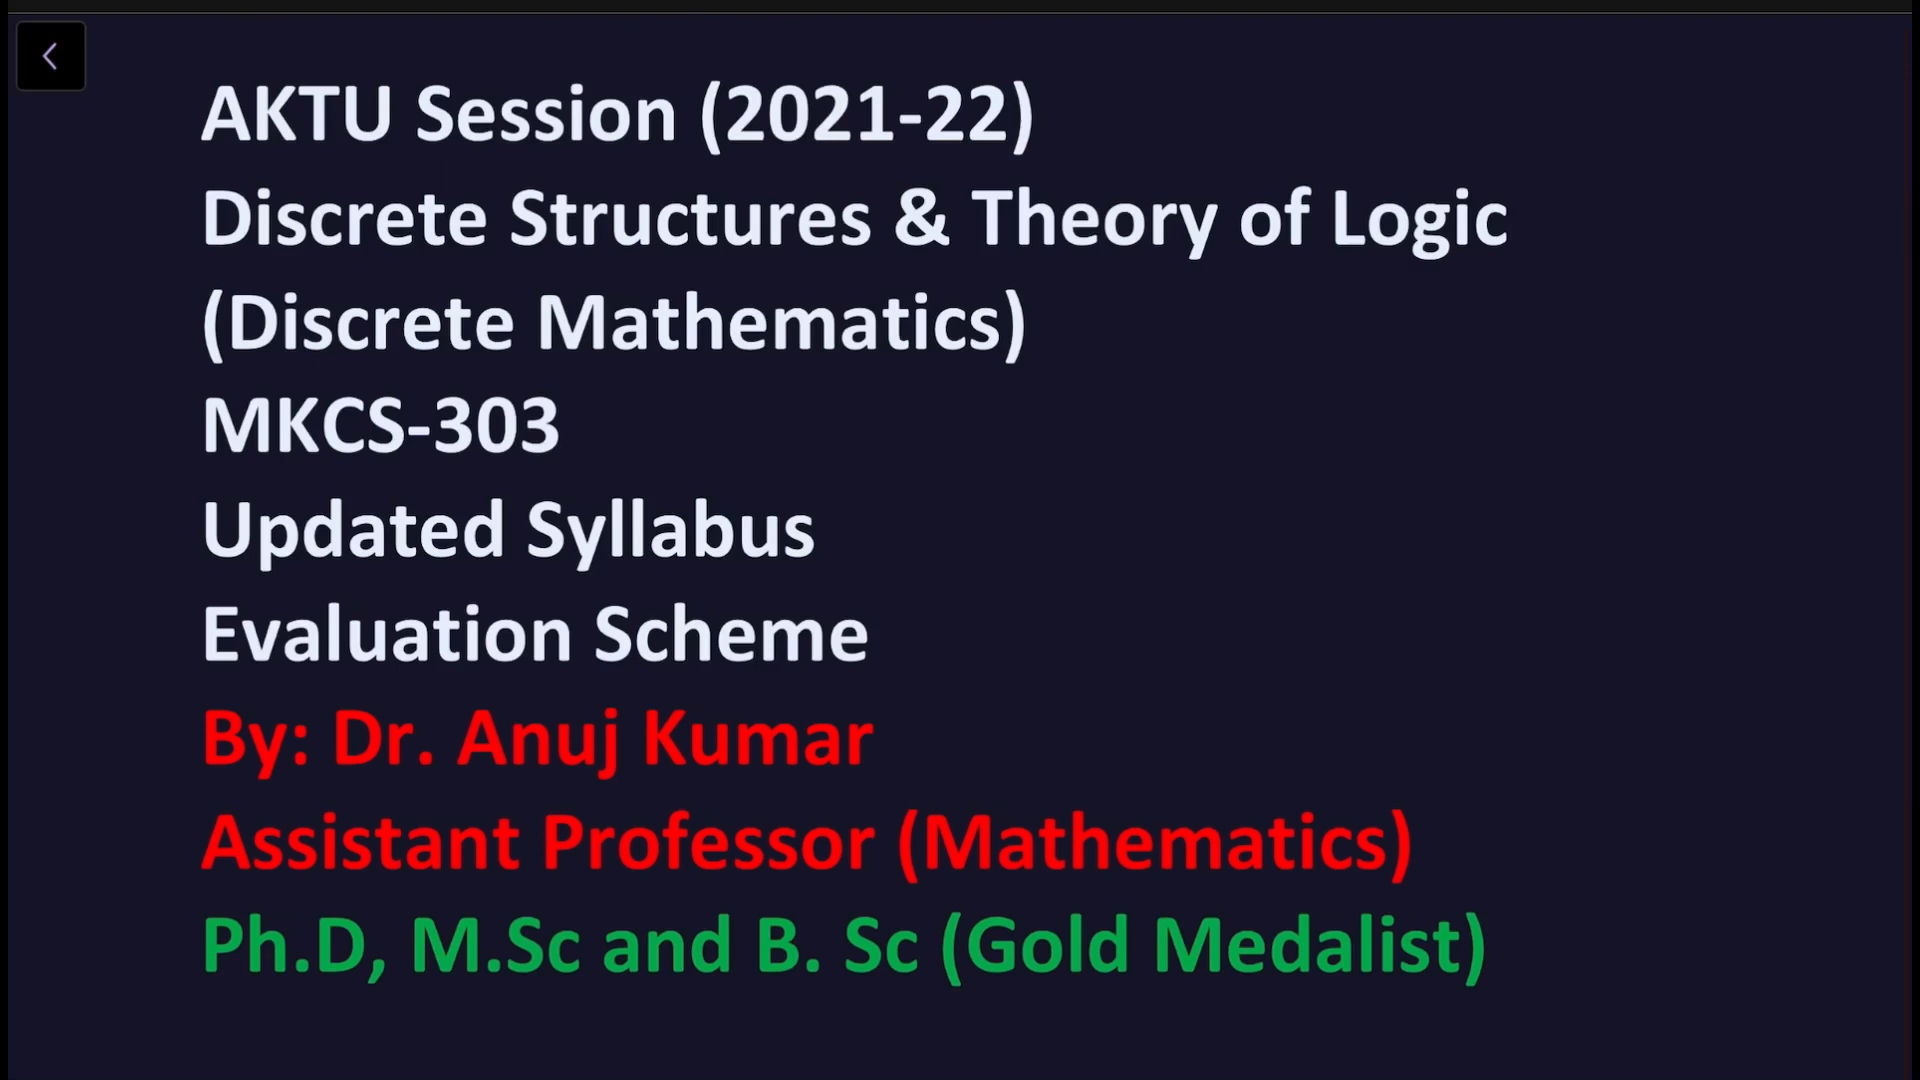 AKTU Session (2021-22)
Discrete Structures & Theory of Logic
(Discrete Mathematics)
MKCS-303
Updated Syllabus
Evaluation Scheme
By: Dr. Anuj Kumar
Assistant Professor (Mathematics)
Ph.D, M.Sc and B. Sc (Gold Medalist)